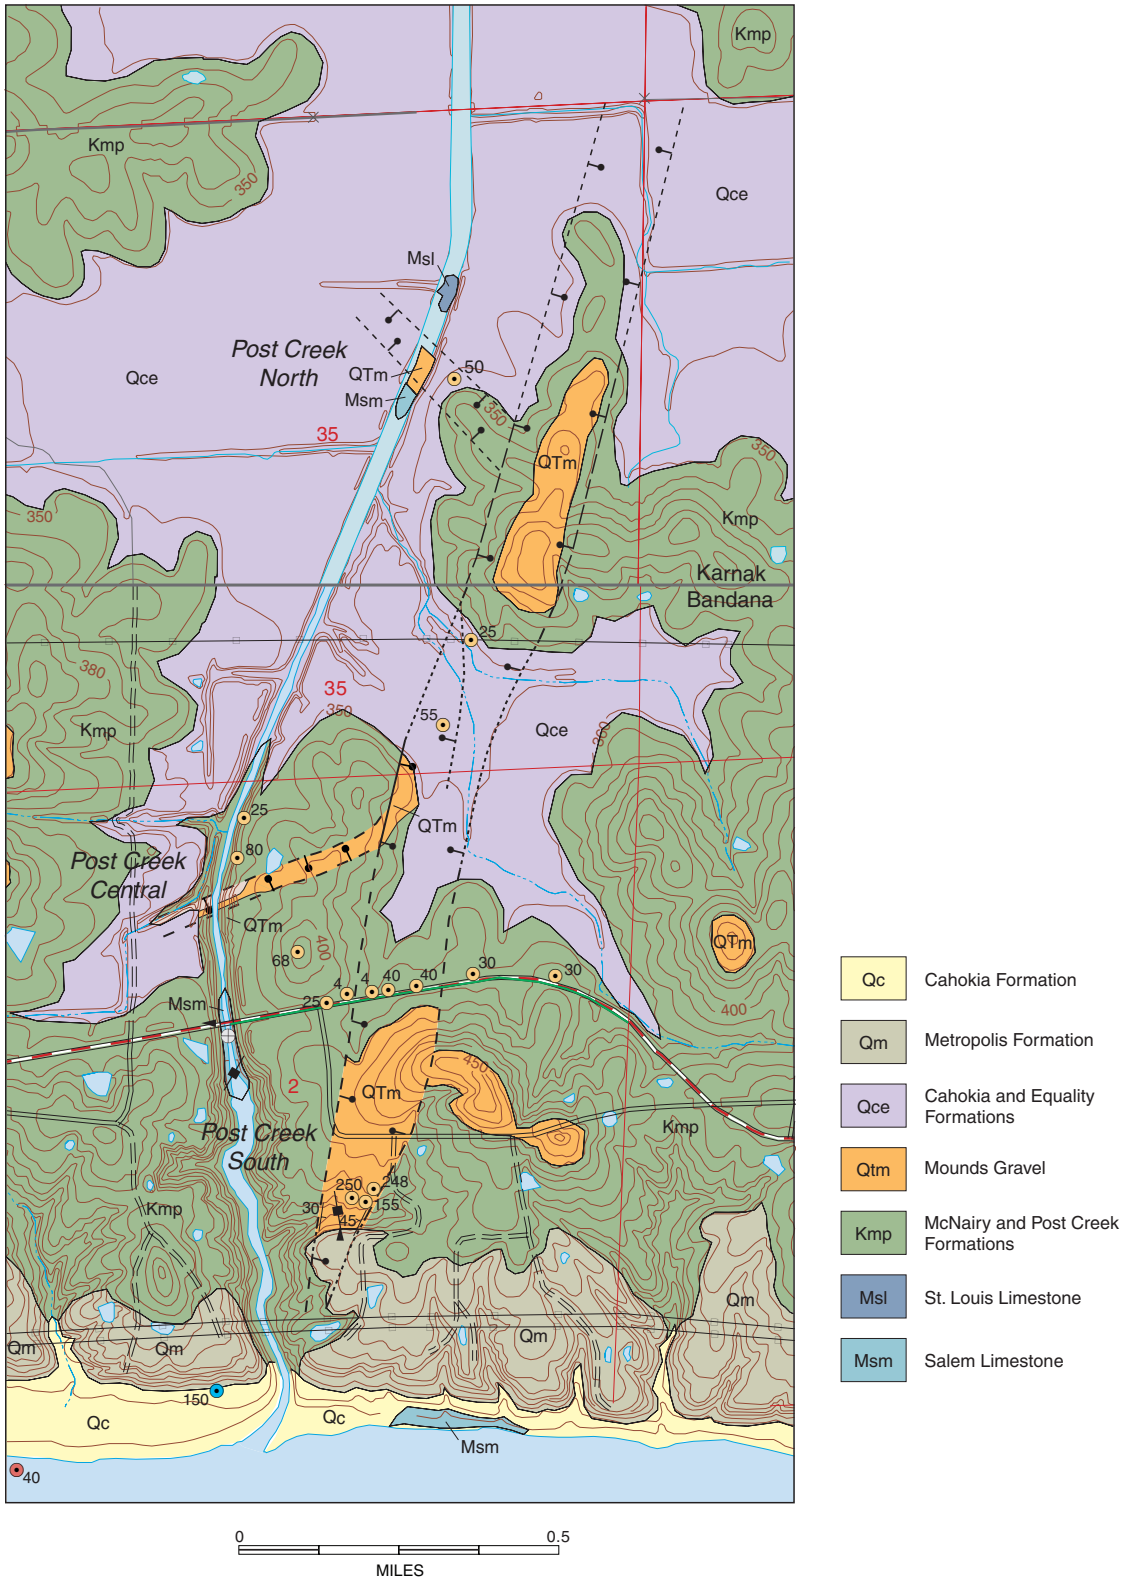 Kmp
Kmp
350
Qce
Msl
Post Creek
North
QTm
50
Qce
Msm
350
35
350
QTm
350
Kmp
Karnak
Bandana
25
380
35
350
55
Qce
360
Kmp
25
QTm
80
Post Creek
Central
QTm
QTm
400
68
30
30
4
4
40
40
25
Msm
400
450
2
QTm
Post Creek
South
Kmp
250
248
Kmp
30
155
45
Qm
Qm
Qm
Qm
150
Qc
Qc
Msm
40
Qc Cahokia Formation
Qm Metropolis Formation
Qce Cahokia and Equality
Formations
Qtm Mounds Gravel
Kmp McNairy and Post Creek
Formations
Msl St. Louis Limestone
Msm Salem Limestone
0 0.5
MILES